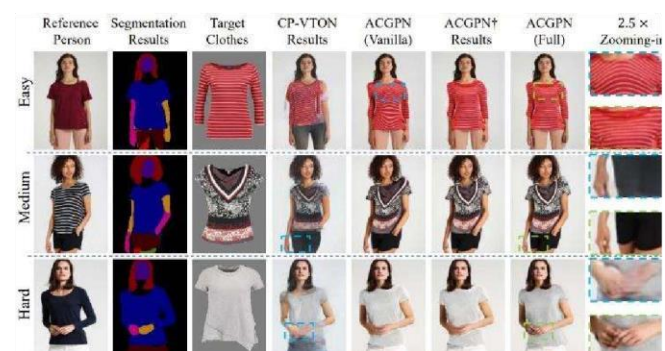 Reference Segmentation Target CP-VTON ACGPN ACGPN† ACGPN 2.5 ×
Person Results Clothes Results (Vanilla) Results (Full) Zooming-in
Easy
Medium
Hard